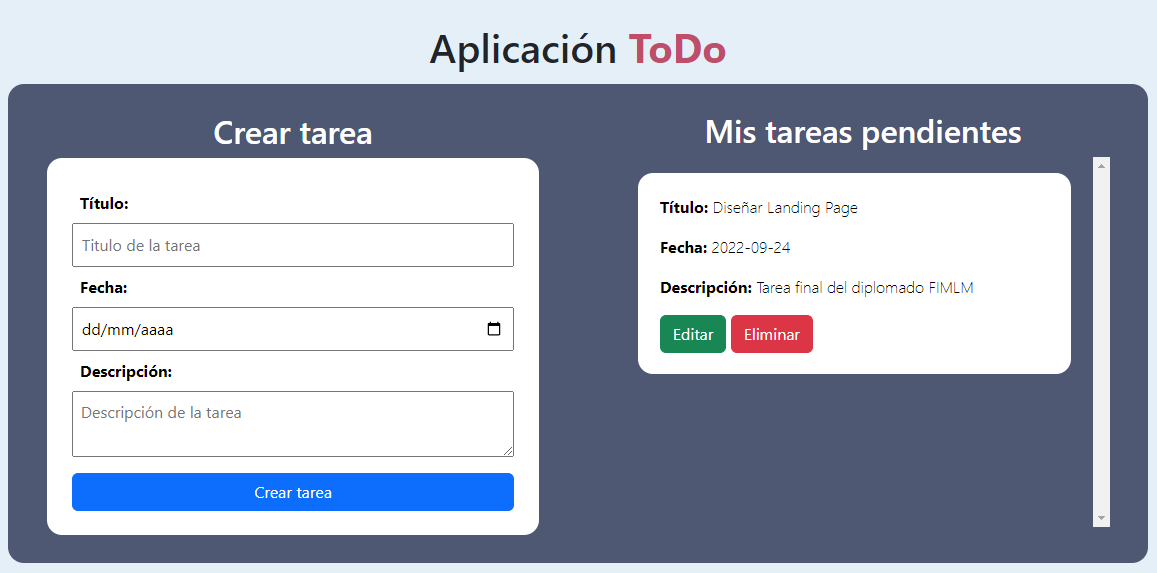 Aplicación ToDo
Crear tarea
Título:
Titulo de la tarea
Fecha:
dd/mm/aaaa
Descripción:
Descripción de la tarea
Crear tarea
Mis tareas pendientes
Título: Diseñar Landing Page
Fecha: 2022-09-24
Descripción: Tarea final del diplomado FIMLM
Editar Eliminar